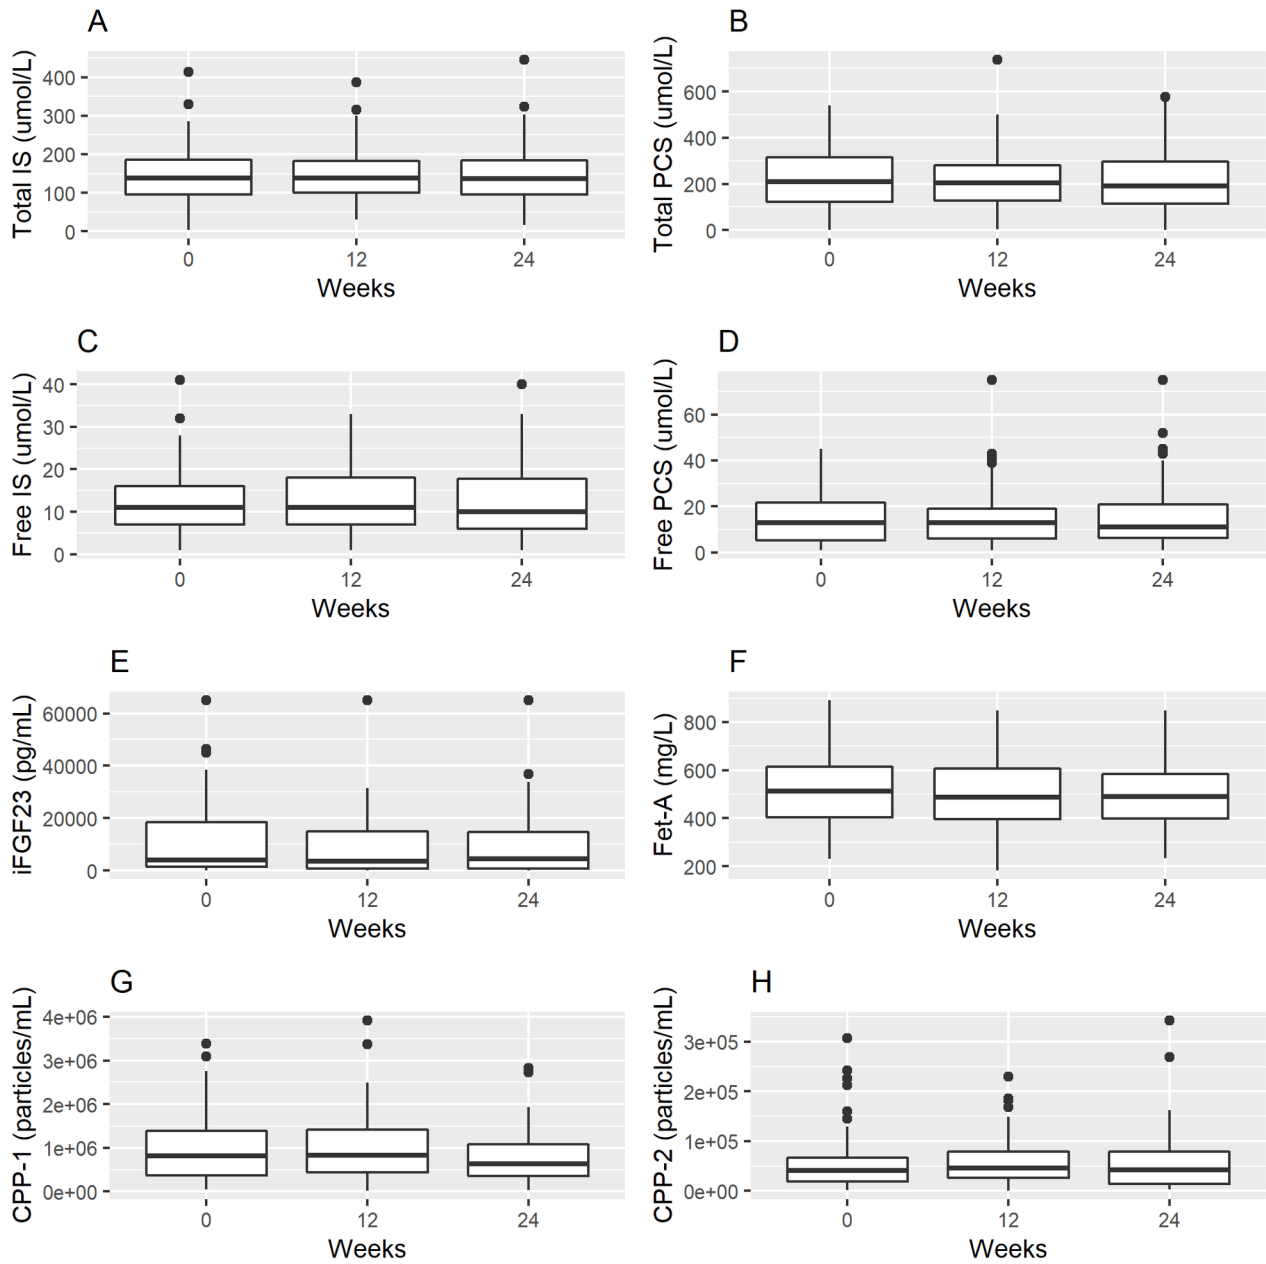 A
Total IS (umol/L)
400
300
200
100
0
0 12 24
Weeks
B
Total PCS (umol/L)
600
400
200
0
0 12 24
Weeks
C
Free IS (umol/L)
40
30
20
10
0
0 12 24
Weeks
D
Free PCS (umol/L)
60
40
20
0
0 12 24
Weeks
E
iFGF23 (pg/mL)
60000
40000
20000
0
0 12 24
Weeks
F
Fet-A (mg/L)
800
600
400
200
0 12 24
Weeks
G
CPP-1 (particles/mL)
4e+06
3e+06
2e+06
1e+06
0e+00
0 12 24
Weeks
H
CPP-2 (particles/mL)
3e+05
2e+05
1e+05
0e+00
0 12 24
Weeks